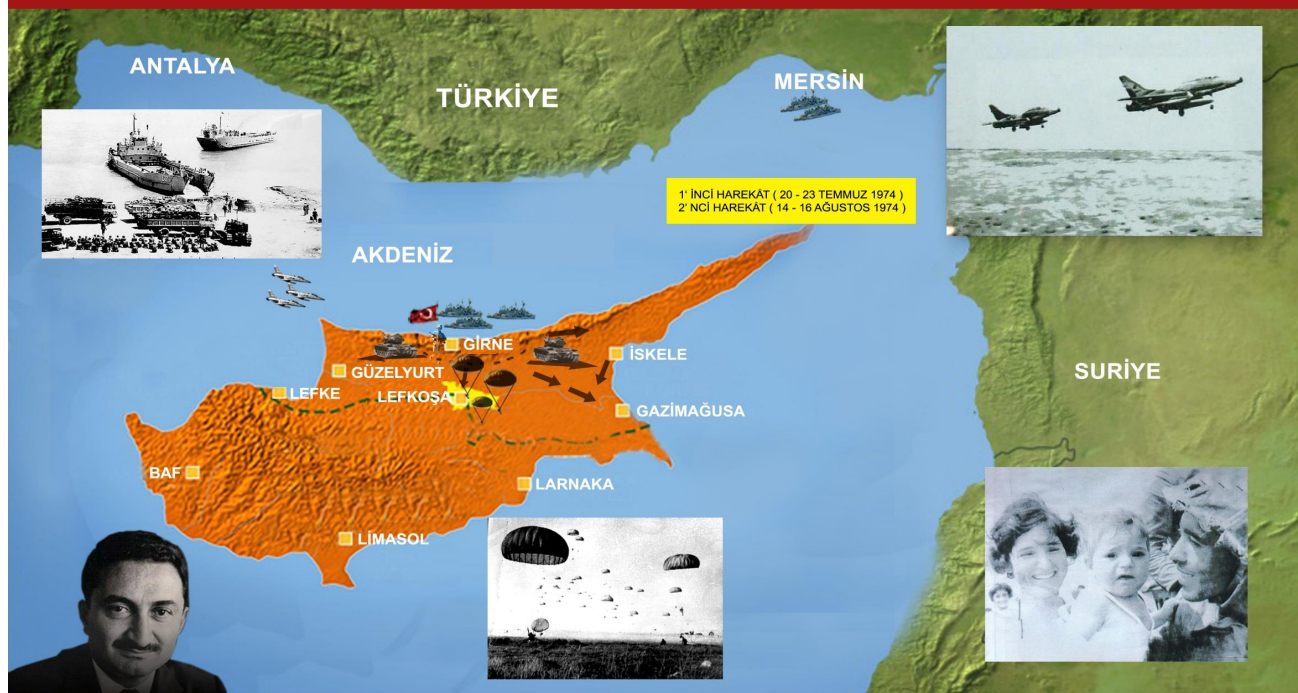 ANTALYA
TÜRKİYE
MERSİN
1' İNCİ HAREKÂT ( 20 - 23 TEMMUZ 1974 )
2' NCİ HAREKÂT ( 14 - 16 AĞUSTOS 1974 )
AKDENİZ
GİRNE
İSKELE
GÜZELYURT
SURİYE
LEFKE
LEFKOŞA
GAZİMAĞUSA
BAF
LARNAKA
LİMASOL